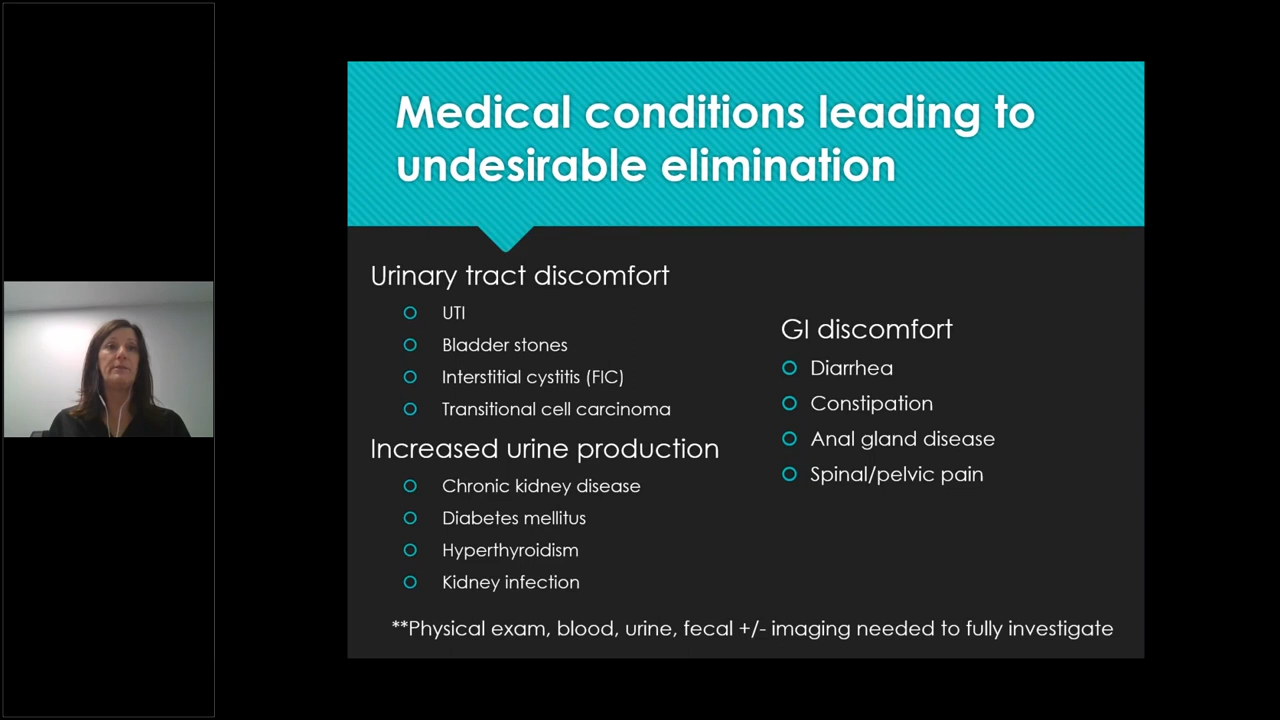 Medical conditions leading to
undesirable elimination
Urinary tract discomfort
UTI
Bladder stones
Interstitial cystitis (FIC)
Transitional cell carcinoma
Increased urine production
Chronic kidney disease
Diabetes mellitus
Hyperthyroidism
Kidney infection
GI discomfort
Diarrhea
Constipation
Anal gland disease
Spinal/pelvic pain
**Physical exam, blood, urine, fecal +/- imaging needed to fully investigate